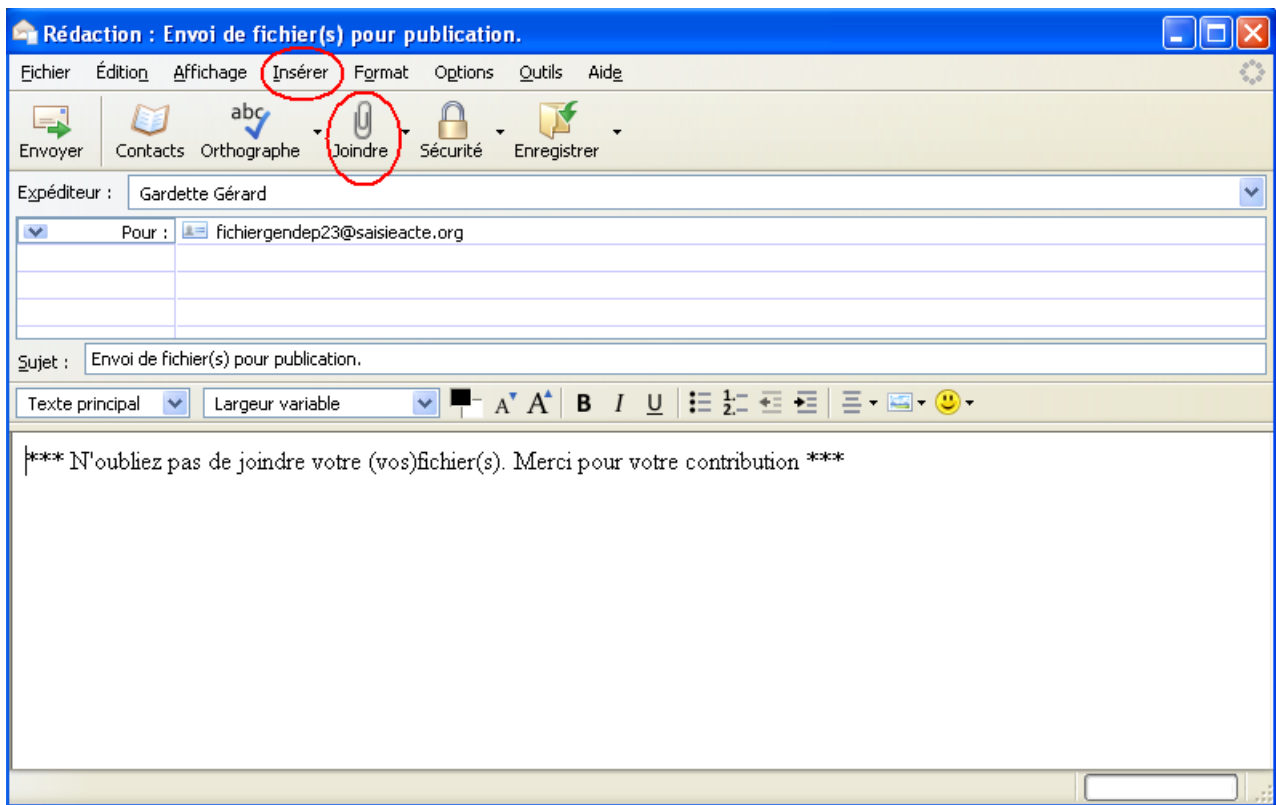 Rédaction : Envoi de fichier(s) pour publication.
Fichier Édition Affichage Insérer Format Options Outils Aide
abc
Envoyer Contacts Orthographe Joindre Sécurité Enregistrer
Expéditeur : Gardette Gérard
Pour : fichiergendep23@saisieacte.org
Sujet : Envoi de fichier(s) pour publication.
Texte principal Largeur variable A A B I U
*** N'oubliez pas de joindre votre (vos)fichier(s). Merci pour votre contribution ***